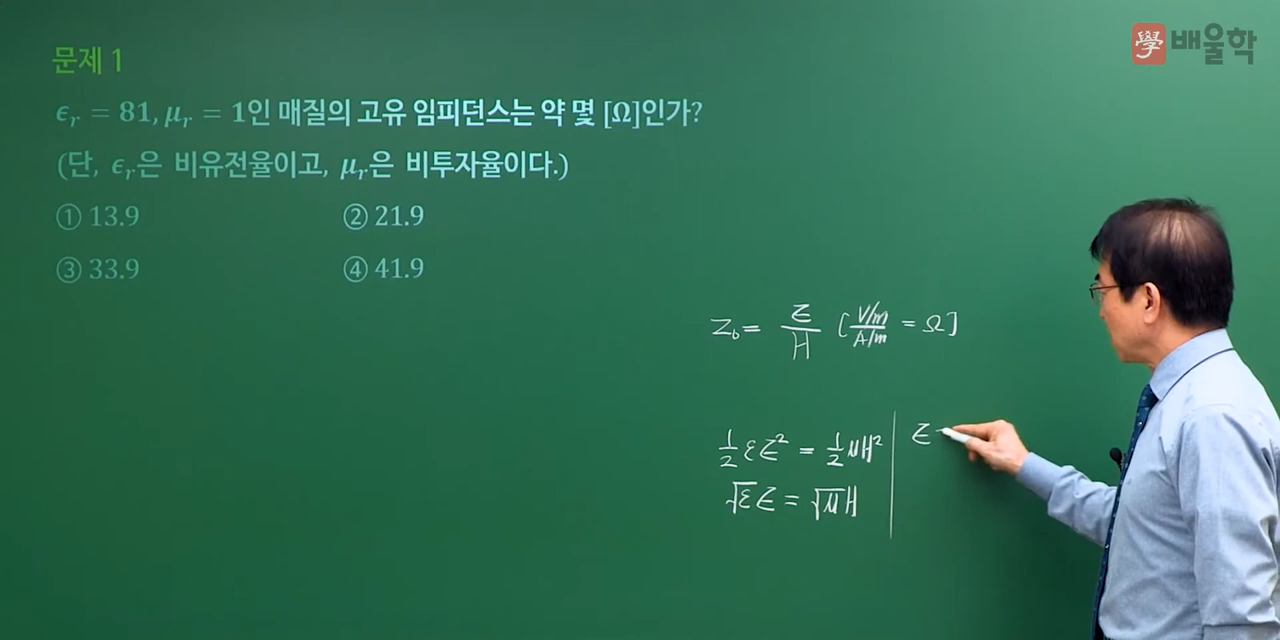 學 배울학
문제 1
ϵᵣ = 81, μᵣ = 1인 매질의 고유 임피던스는 약 몇 [Ω]인가?
(단, ϵᵣ은 비유전율이고, μᵣ은 비투자율이다.)
① 13.9 ② 21.9
③ 33.9 ④ 41.9
Z₀ = E/H [V/m / A/m = Ω]
1/2 εE² = 1/2 μH²
√ε E = √μ H
E